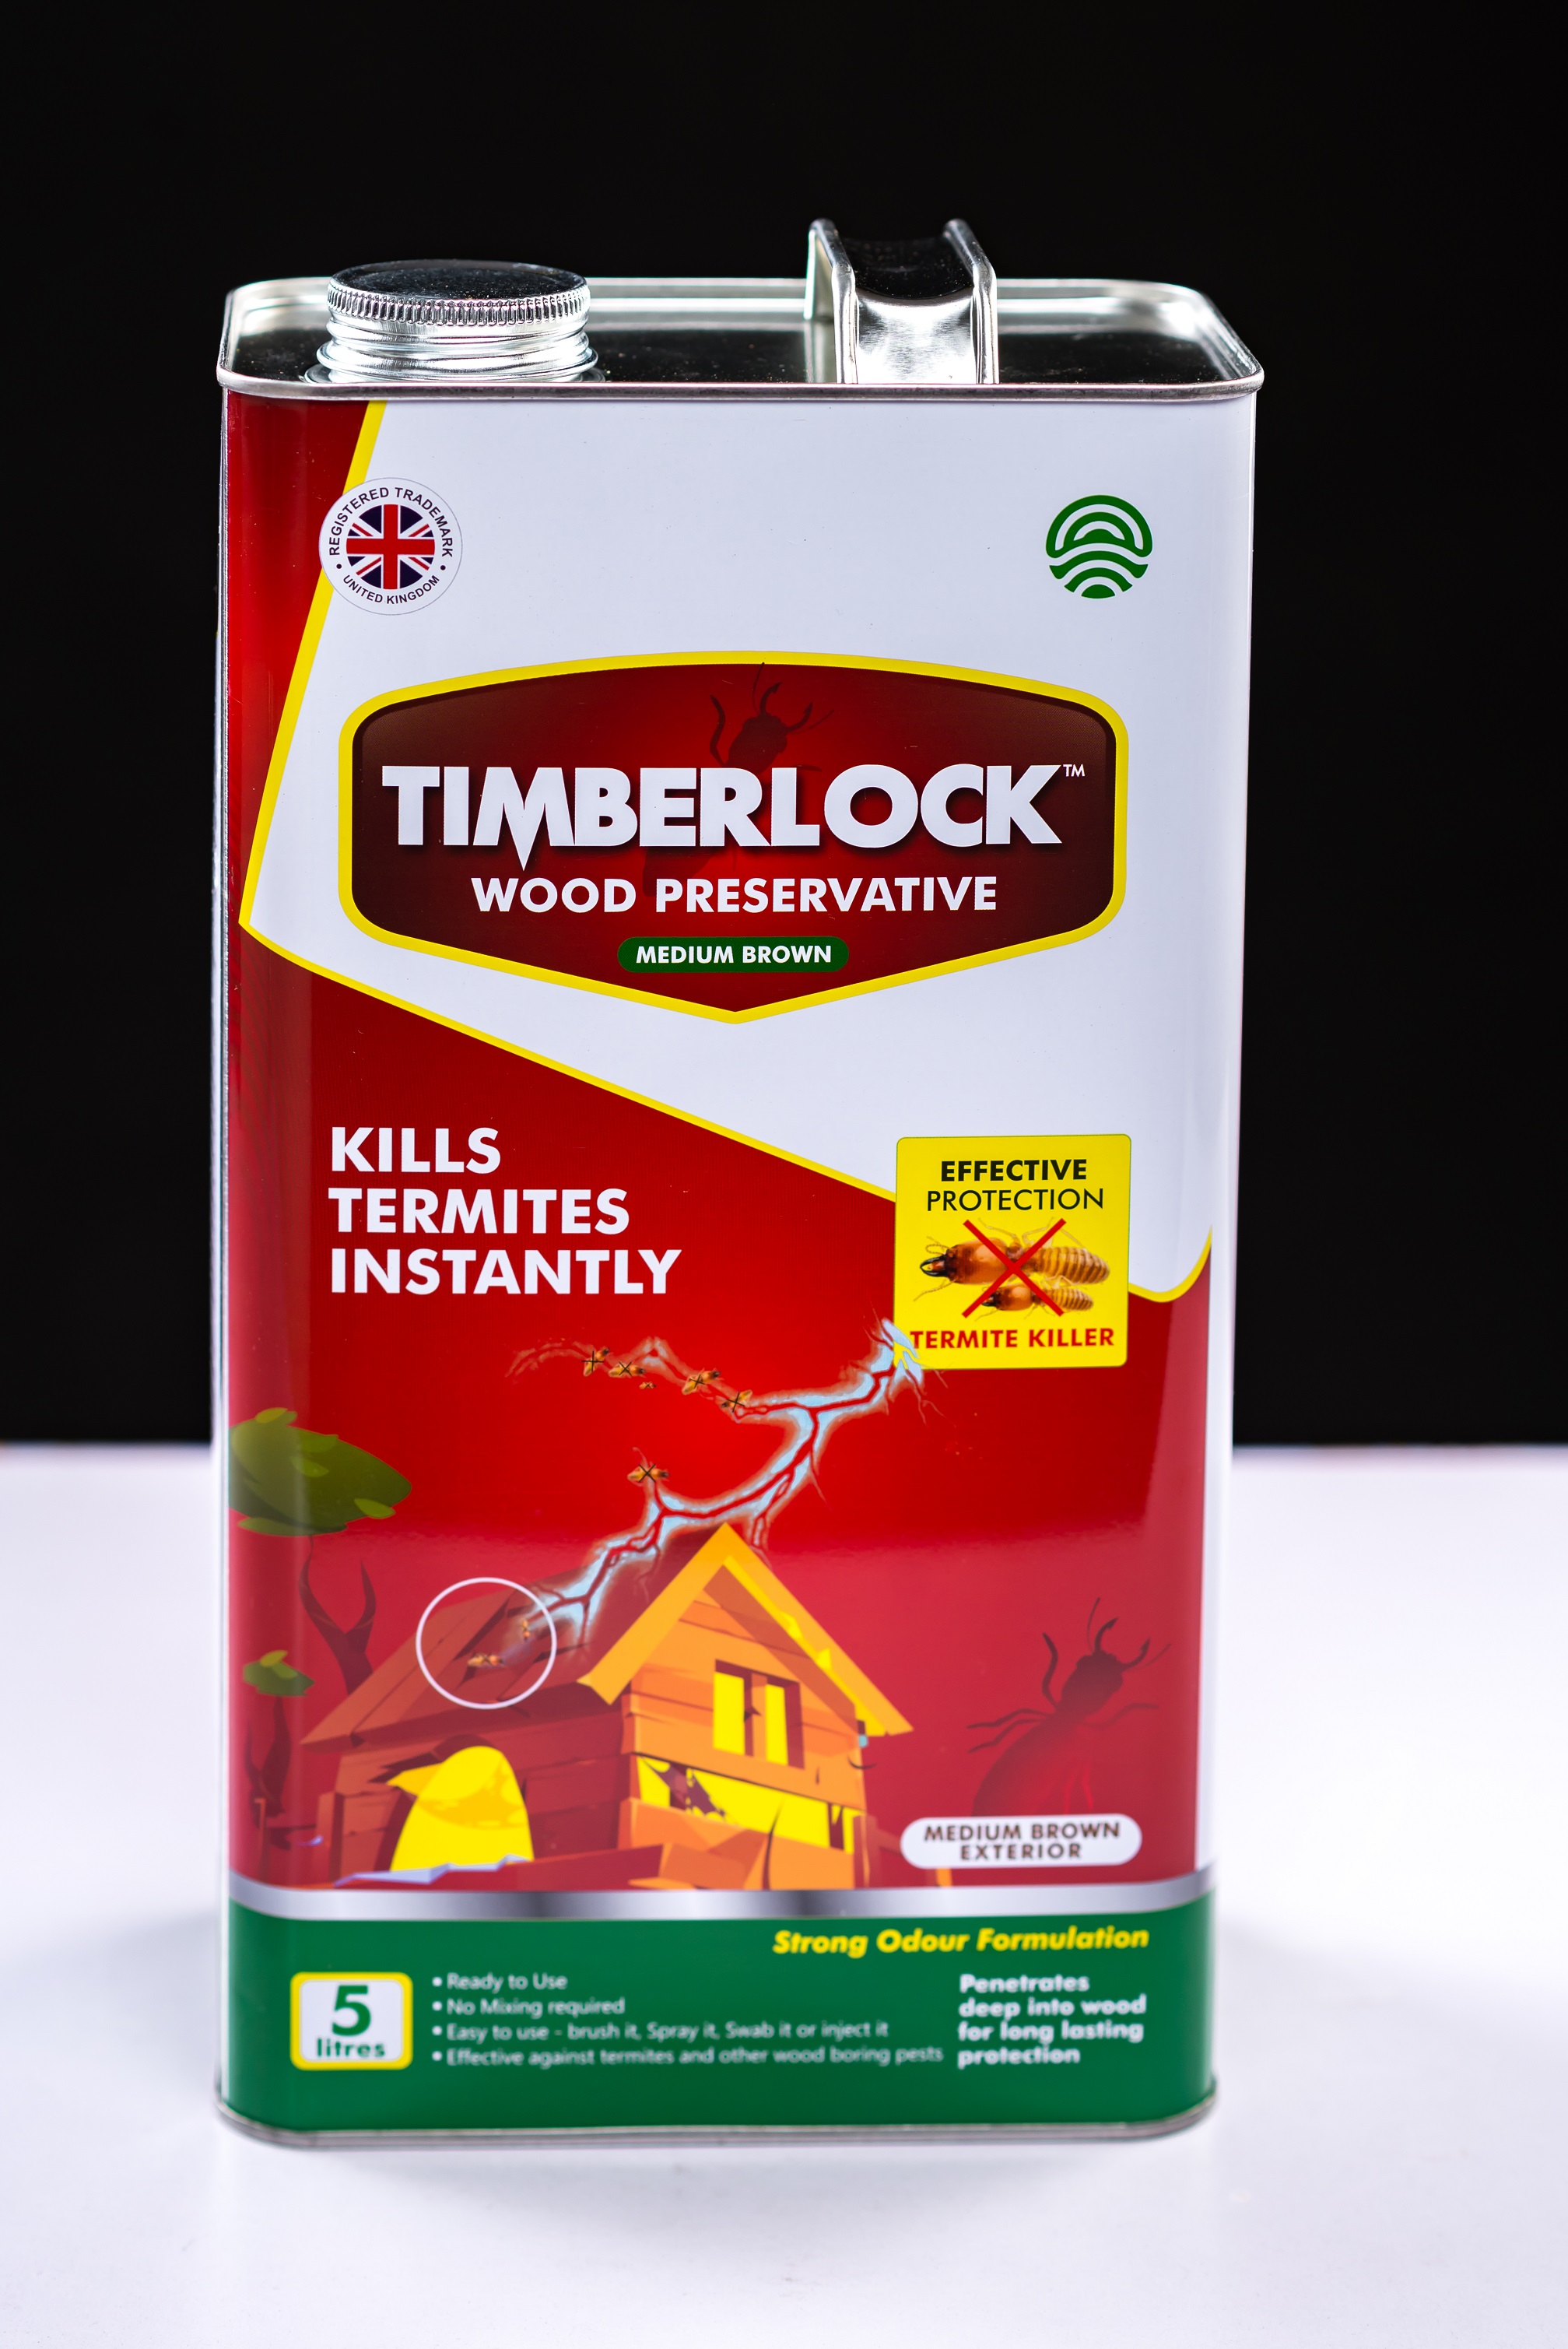 REGISTERED TRADEMARK
• UNITED KINGDOM •
TIMBERLOCK™
WOOD PRESERVATIVE
MEDIUM BROWN
KILLS
TERMITES
INSTANTLY
EFFECTIVE
PROTECTION
TERMITE KILLER
MEDIUM BROWN
EXTERIOR
Strong Odour Formulation
5
litres
• Ready to Use
• No Mixing required
• Easy to use - brush it, Spray it, Swab it or inject it
• Effective against termites and other wood boring pests
Penetrates
deep into wood
for long lasting
protection